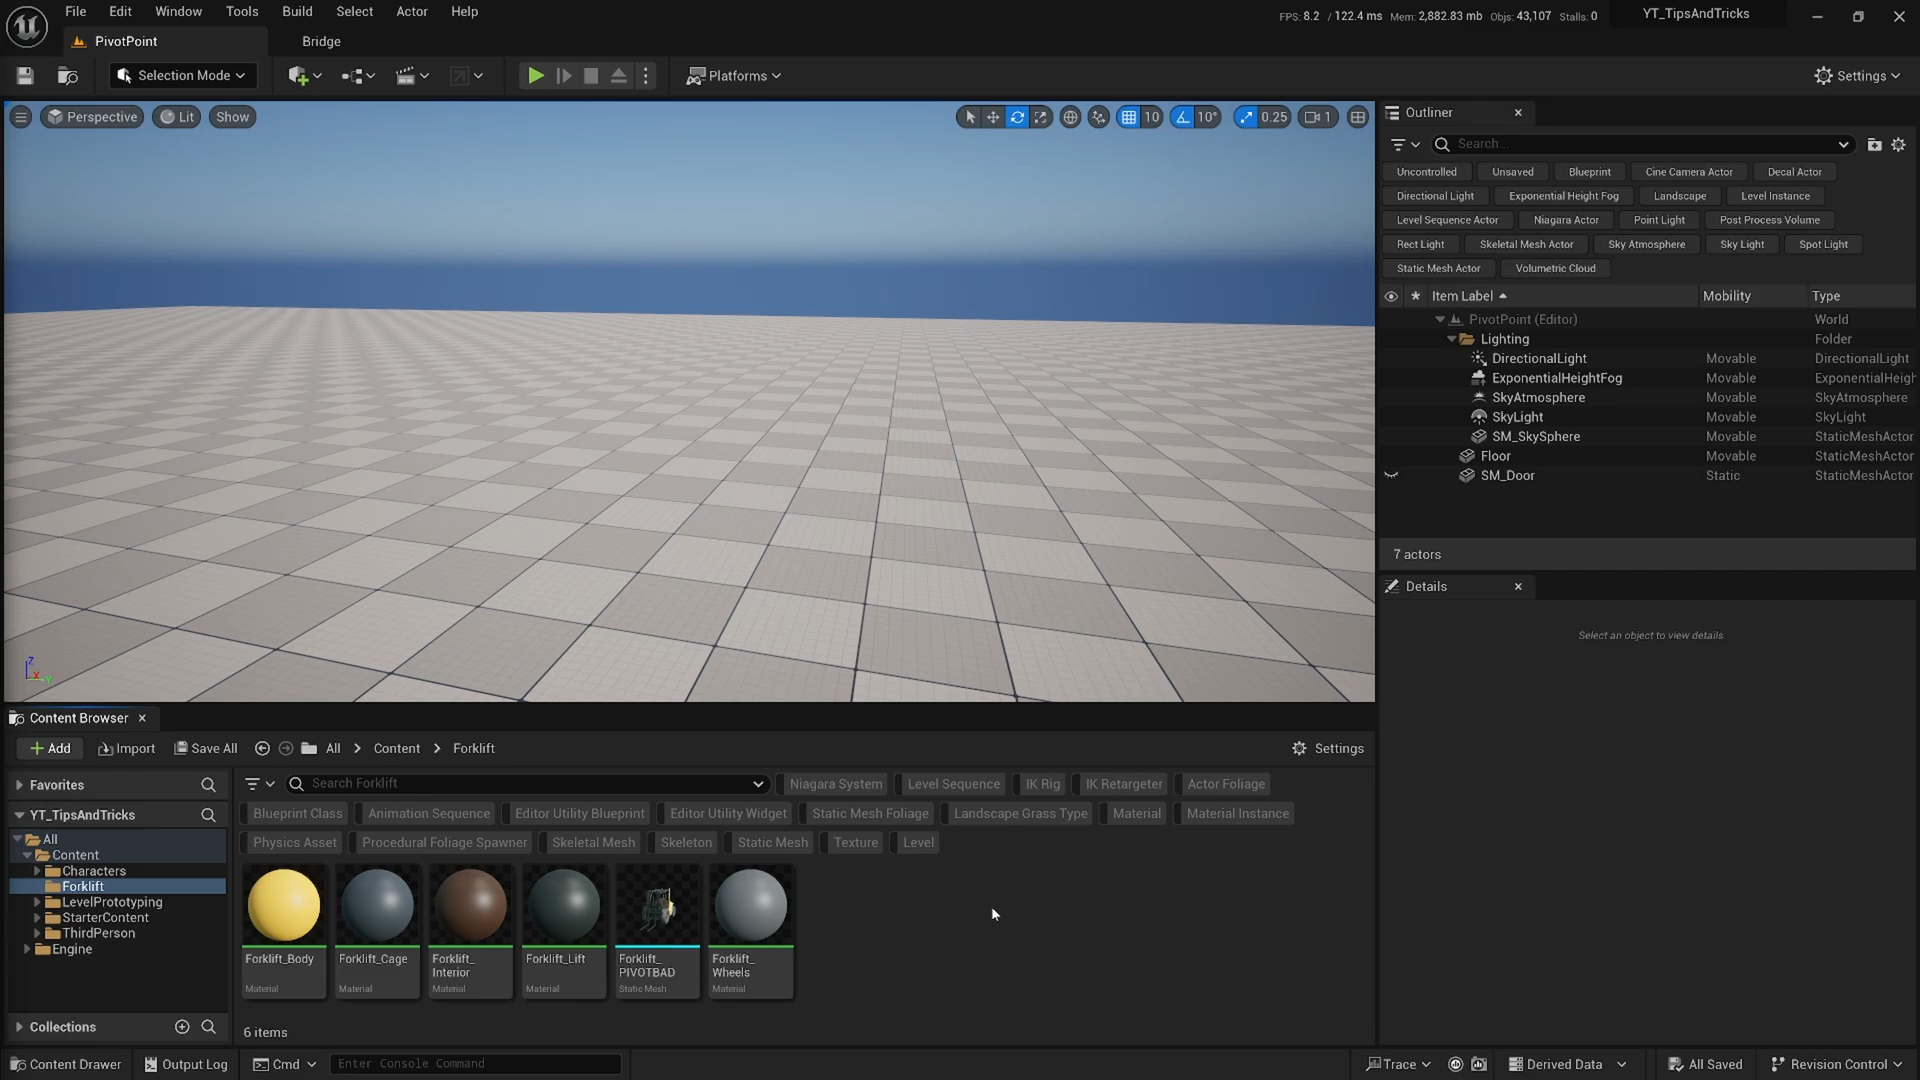 File Edit Window Tools Build Select Actor Help
FPS: 8.2 / 122.4 ms Mem: 2,882.83 mb Objs: 43,107 Stalls: 0
YT_TipsAndTricks
PivotPoint
Bridge
Selection Mode
Platforms
Settings
Perspective
Lit
Show
10
10°
0.25
1
Z
X
Y
Outliner
Search...
Uncontrolled Unsaved Blueprint Cine Camera Actor Decal Actor
Directional Light Exponential Height Fog Landscape Level Instance
Level Sequence Actor Niagara Actor Point Light Post Process Volume
Rect Light Skeletal Mesh Actor Sky Atmosphere Sky Light Spot Light
Static Mesh Actor Volumetric Cloud
Item Label Mobility Type
PivotPoint (Editor) World
Lighting Folder
DirectionalLight Movable DirectionalLight
ExponentialHeightFog Movable ExponentialHeigh
SkyAtmosphere Movable SkyAtmosphere
SkyLight Movable SkyLight
SM_SkySphere Movable StaticMeshActor
Floor Movable StaticMeshActor
SM_Door Static StaticMeshActor
7 actors
Details
Select an object to view details.
Content Browser
Add Import Save All All Content Forklift Settings
Favorites
YT_TipsAndTricks
All
Content
Characters
Forklift
LevelPrototyping
StarterContent
ThirdPerson
Engine
Collections
Search Forklift
Niagara System Level Sequence IK Rig IK Retargeter Actor Foliage
Blueprint Class Animation Sequence Editor Utility Blueprint Editor Utility Widget Static Mesh Foliage Landscape Grass Type Material Material Instance
Physics Asset Procedural Foliage Spawner Skeletal Mesh Skeleton Static Mesh Texture Level
Forklift_Body
Material
Forklift_Cage
Material
Forklift_
Interior
Material
Forklift_Lift
Material
Forklift_
PIVOTBAD
Static Mesh
Forklift_
Wheels
Material
6 items
Content Drawer Output Log Cmd Enter Console Command Trace Derived Data All Saved Revision Control